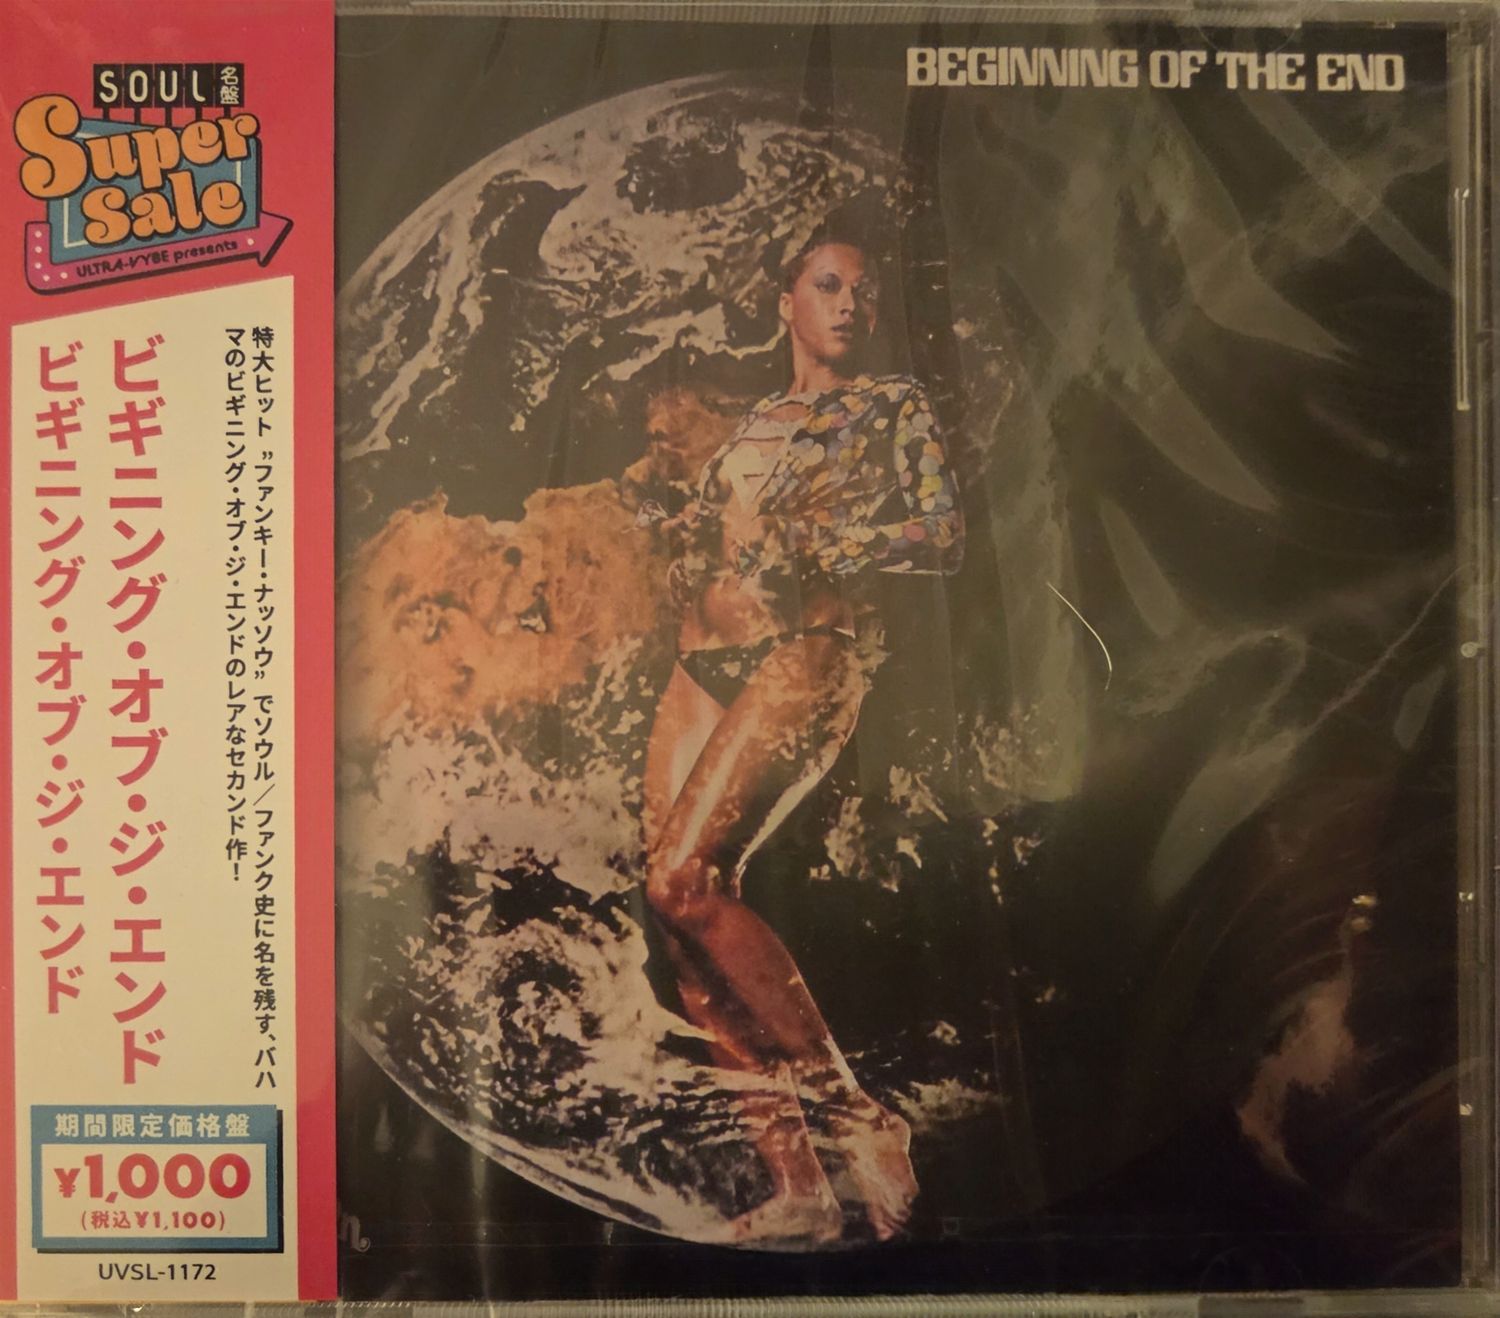 SOUL名盤
Super
Sale
ULTRA-VYBE presents
特大ヒット”ファンキー・ナッソウ”でソウル／ファンク史に名を残す、バハ
マのビギニング・オブ・ジ・エンドのレアなセカンド作！
ビギニング・オブ・ジ・エンド
ビギニング・オブ・ジ・エンド
期間限定価格盤
¥1,000
(税込¥1,100)
UVSL-1172
BEGINNING OF THE END